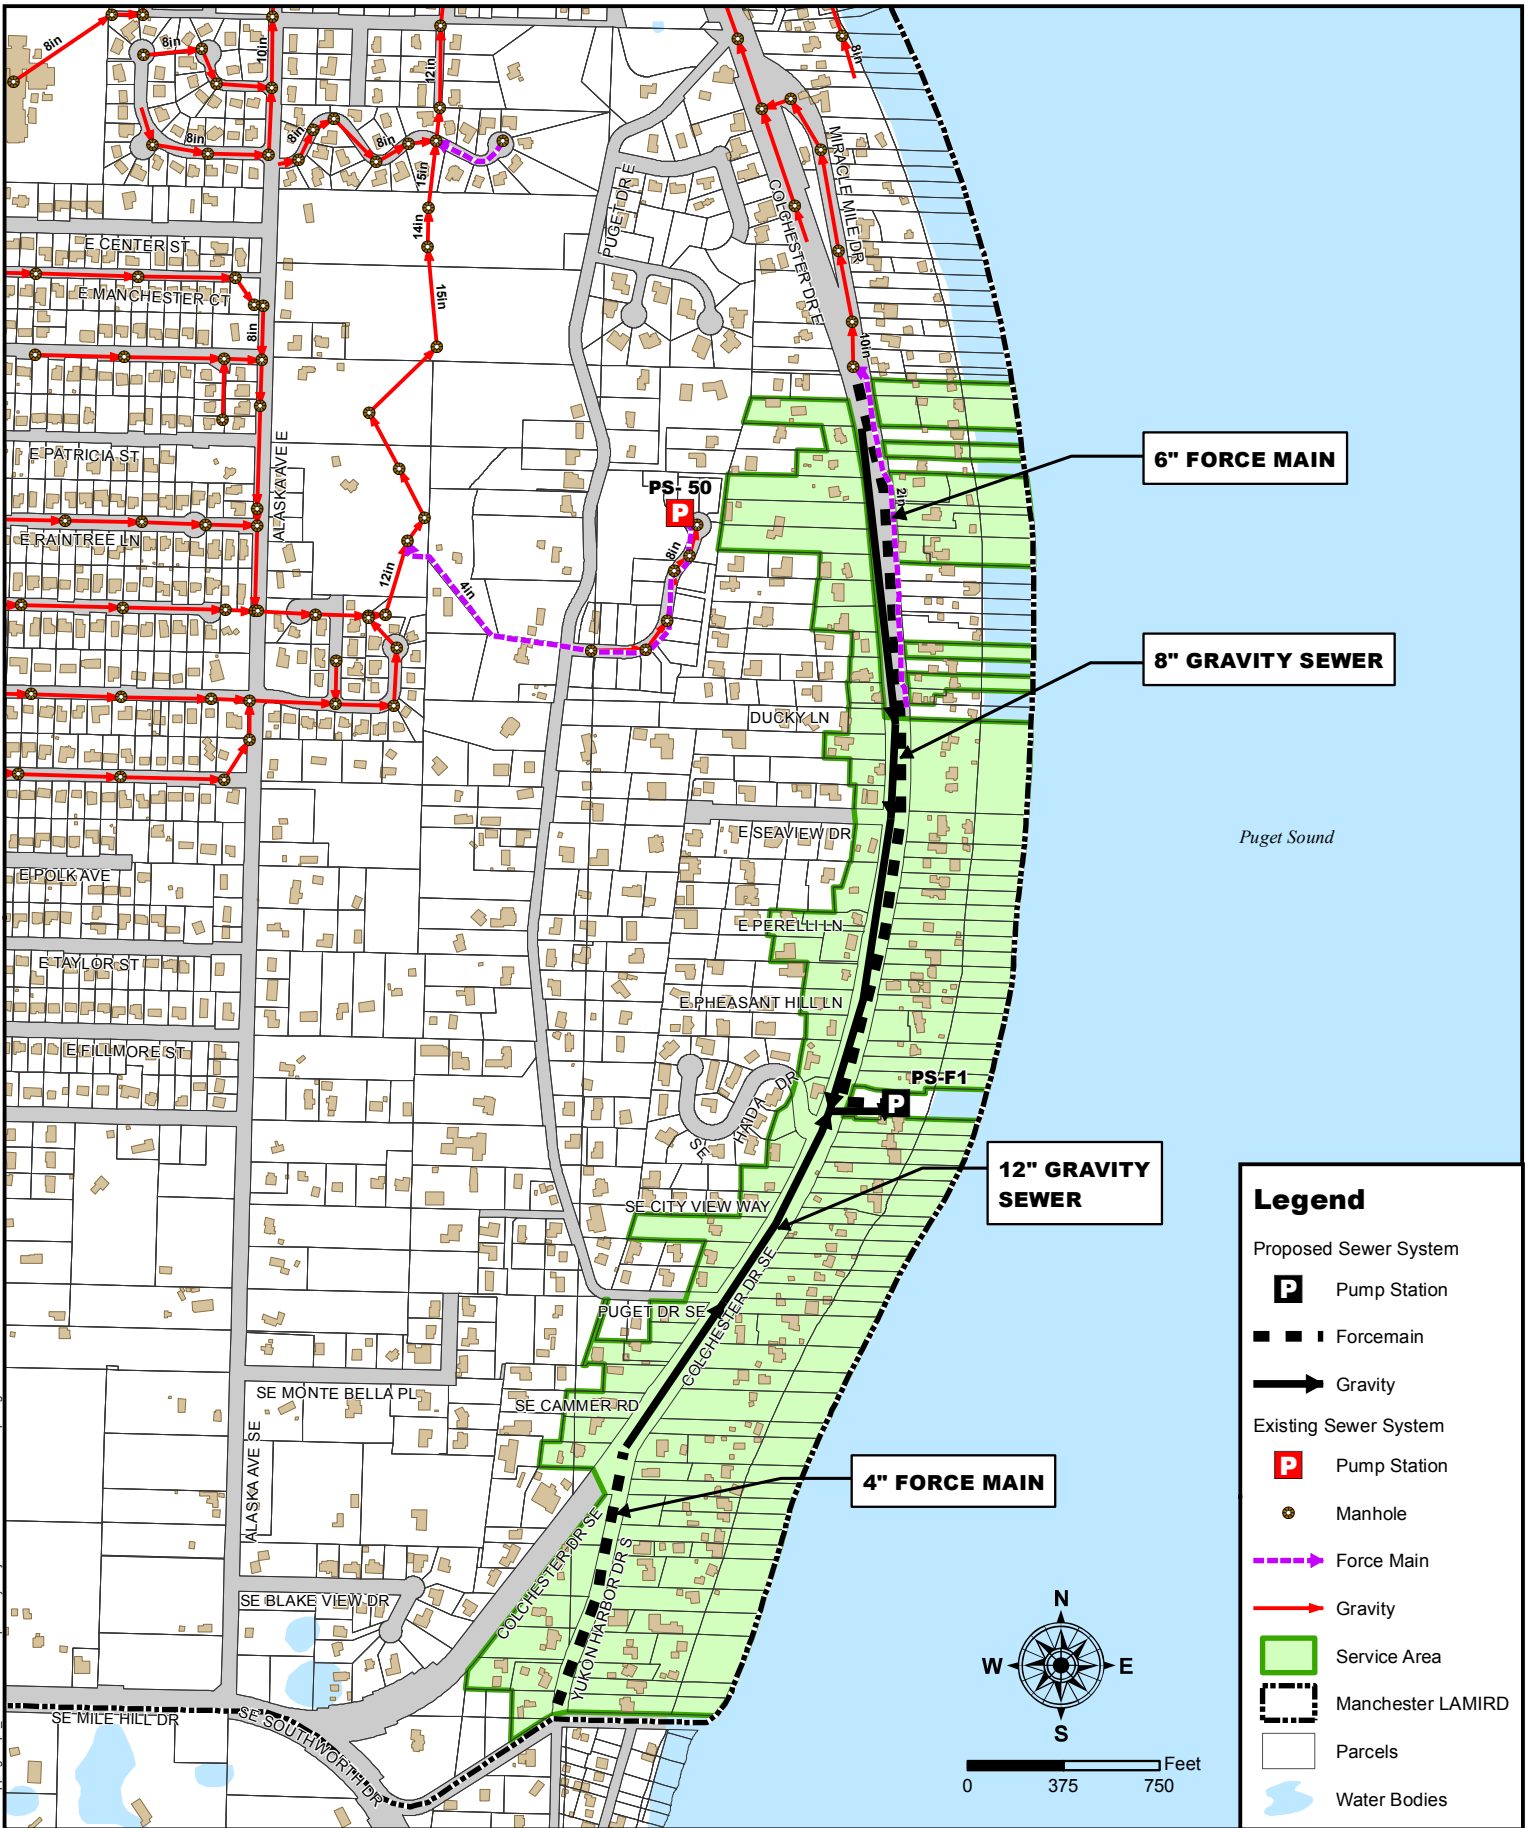 8in
8in
10in
12in
8in
8in
8in
8in
15in
14in
15in
MIRACLE MILE DR
PUGET DR E
COLCHESTER DR E
E CENTER ST
E MANCHESTER CT
8in
10in
E PATRICIA ST
ALASKA AVE E
6" FORCE MAIN
PS- 50
P
2in
E RAINTREE LN
8in
12in
4in
8" GRAVITY SEWER
DUCKY LN
E SEAVIEW DR
Puget Sound
E POLK AVE
E PERELLI LN
E TAYLOR ST
E PHEASANT HILL LN
E FILLMORE ST
PS-F1
P
SE HAIDA DR
12" GRAVITY
SEWER
SE CITY VIEW WAY
COLCHESTER DR SE
PUGET DR SE
SE MONTE BELLA PL
SE CAMMER RD
ALASKA AVE SE
4" FORCE MAIN
COLCHESTER DR SE
YUKON HARBOR DR S
SE BLAKE VIEW DR
SE MILE HILL DR
SE SOUTHWORTH DR
N
W
E
S
Feet
0
375
750
Legend
Proposed Sewer System
P
Pump Station
Forcemain
Gravity
Existing Sewer System
P
Pump Station
Manhole
Force Main
Gravity
Service Area
Manchester LAMIRD
Parcels
Water Bodies